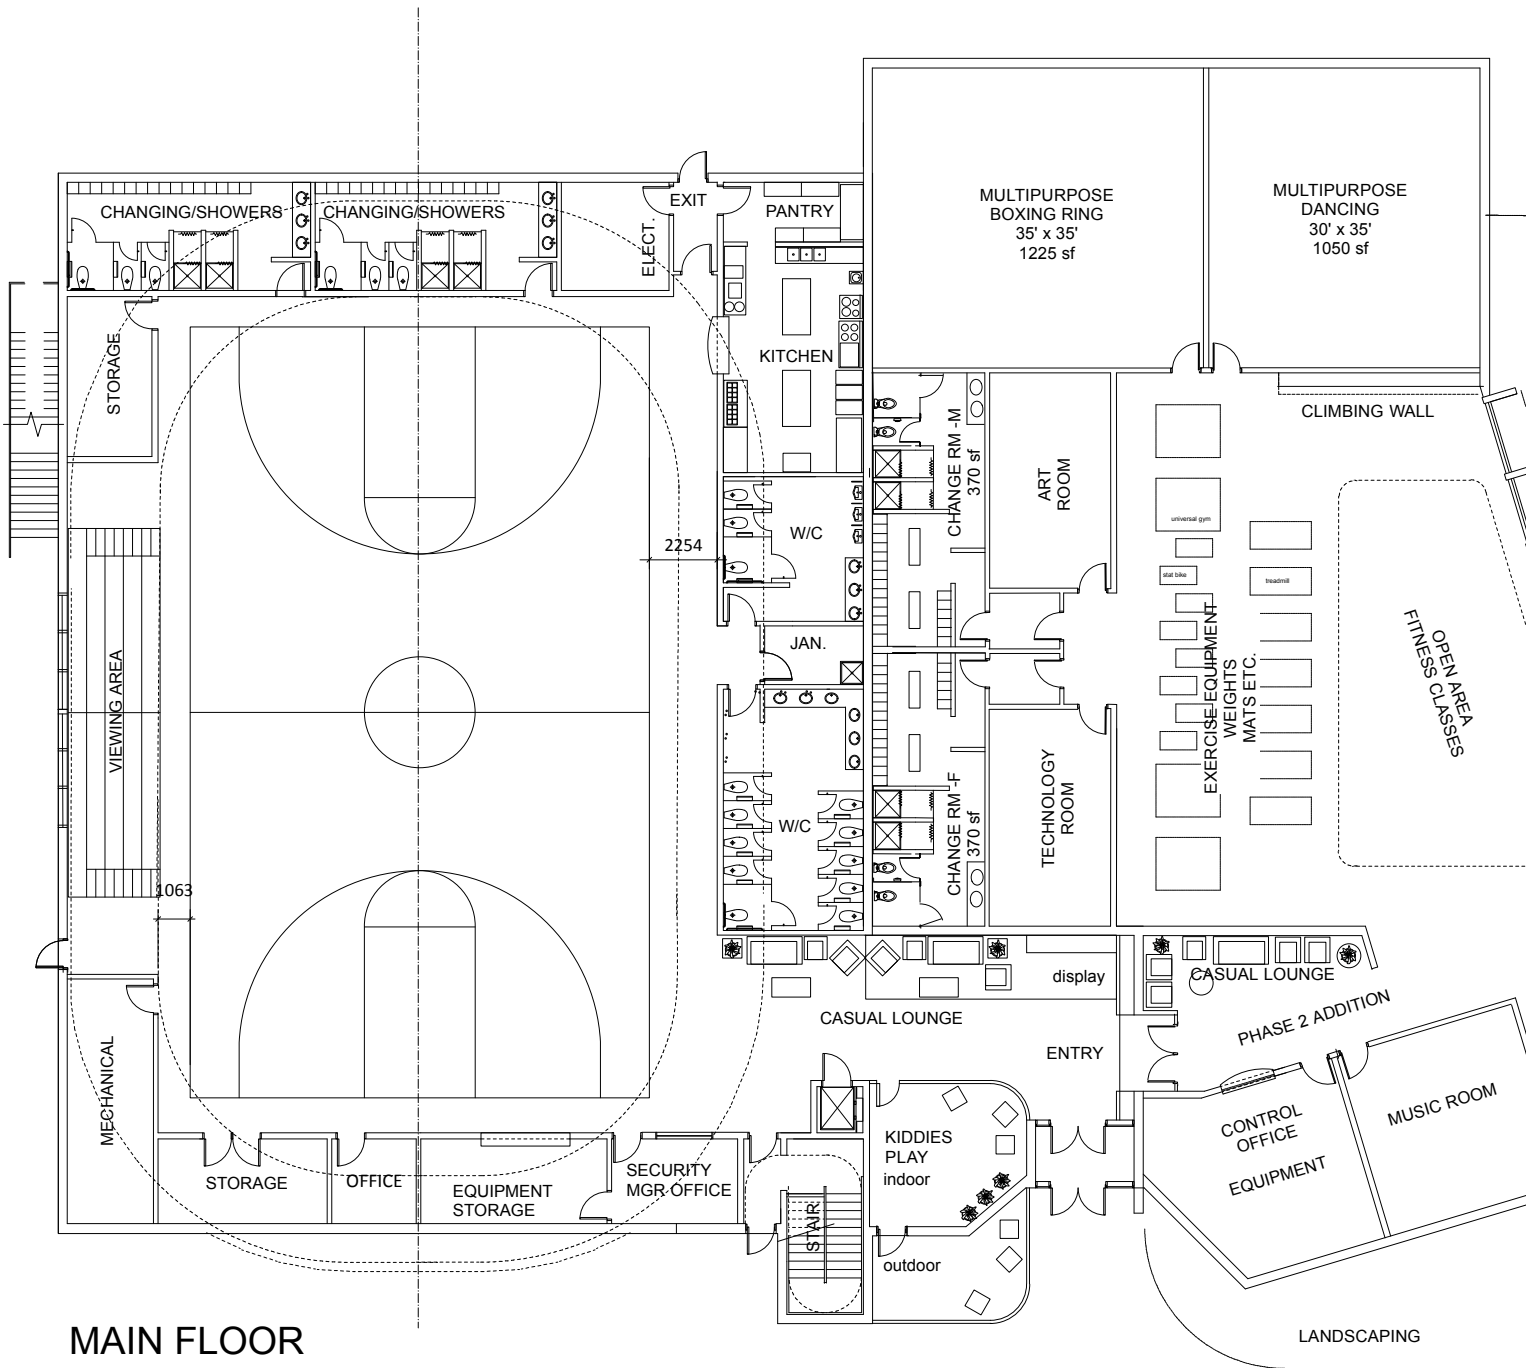 MULTIPURPOSE
BOXING RING
35' x 35'
1225 sf
MULTIPURPOSE
DANCING
30' x 35'
1050 sf
CHANGING/SHOWERS
CHANGING/SHOWERS
ELECT.
EXIT
PANTRY
STORAGE
KITCHEN
CLIMBING WALL
CHANGE RM -M
370 sf
ART
ROOM
universal gym
stat bike
treadmill
W/C
2254
JAN.
VIEWING AREA
EXERCISE EQUIPMENT
WEIGHTS
MATS ETC.
OPEN AREA
FITNESS CLASSES
W/C
CHANGE RM -F
370 sf
TECHNOLOGY
ROOM
1063
display
CASUAL LOUNGE
CASUAL LOUNGE
PHASE 2 ADDITION
ENTRY
MECHANICAL
KIDDIES
PLAY
indoor
CONTROL
OFFICE
EQUIPMENT
MUSIC ROOM
STORAGE
OFFICE
EQUIPMENT
STORAGE
SECURITY
MGR OFFICE
STAIR
outdoor
MAIN FLOOR
LANDSCAPING